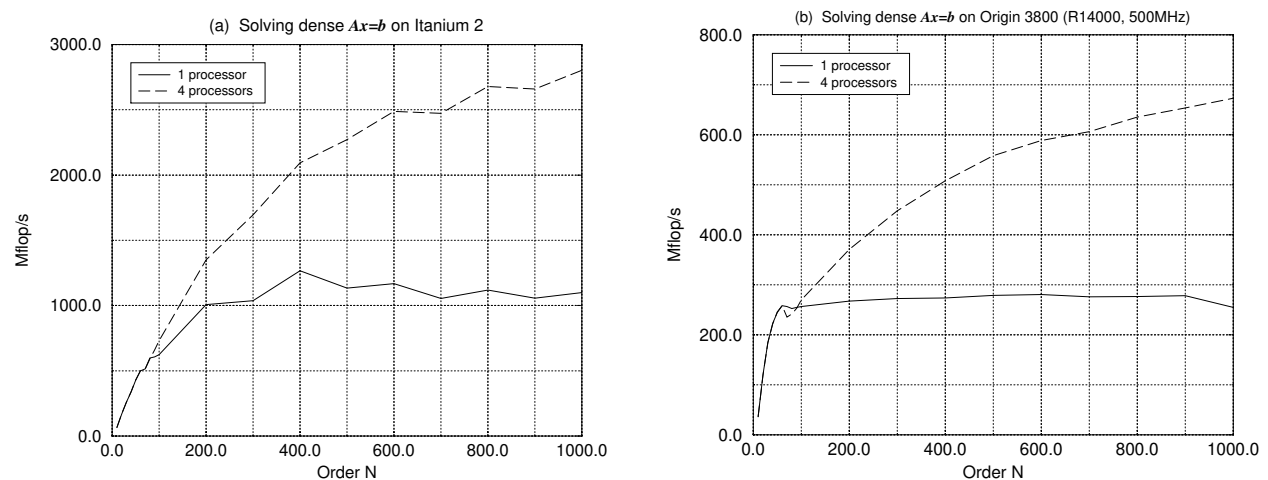 (a) Solving dense Ax=b on Itanium 2
3000.0
2000.0
1000.0
0.0
Mflop/s
1 processor
4 processors
0.0 200.0 400.0 600.0 800.0 1000.0
Order N
(b) Solving dense Ax=b on Origin 3800 (R14000, 500MHz)
800.0
600.0
400.0
200.0
0.0
Mflop/s
1 processor
4 processors
0.0 200.0 400.0 600.0 800.0 1000.0
Order N